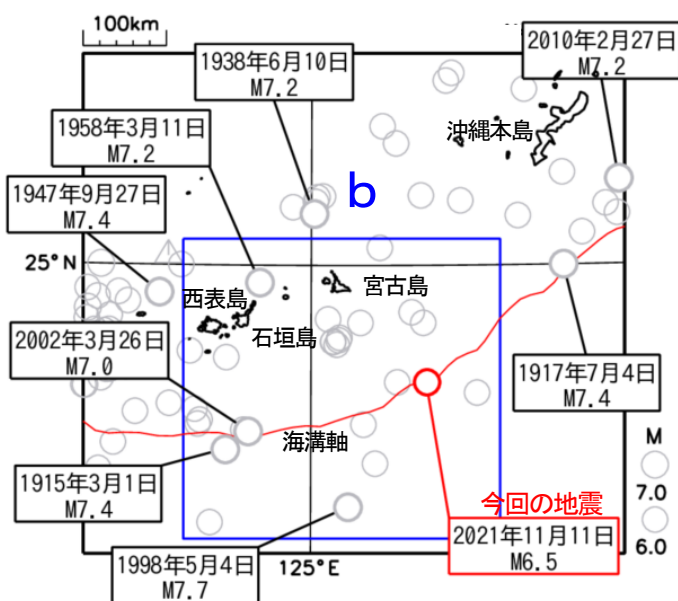 100km
2010年2月27日
M7.2
1938年6月10日
M7.2
沖縄本島
1958年3月11日
M7.2
1947年9月27日
M7.4
b
25°N
宮古島
西表島
石垣島
2002年3月26日
M7.0
1917年7月4日
M7.4
海溝軸
M
7.0
6.0
1915年3月1日
M7.4
今回の地震
2021年11月11日
M6.5
1998年5月4日
M7.7
125°E